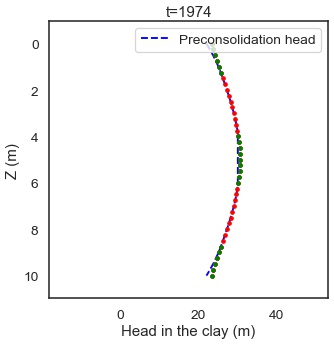 t=1974
Preconsolidation head
0
2
4
6
8
10
Z (m)
0
20
40
Head in the clay (m)